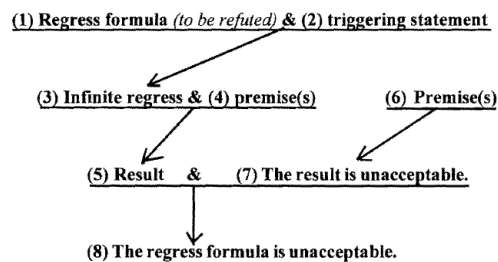 (1) Regress formula (to be refuted) & (2) triggering statement
(3) Infinite regress & (4) premise(s) (6) Premise(s)
(5) Result & (7) The result is unacceptable.
(8) The regress formula is unacceptable.